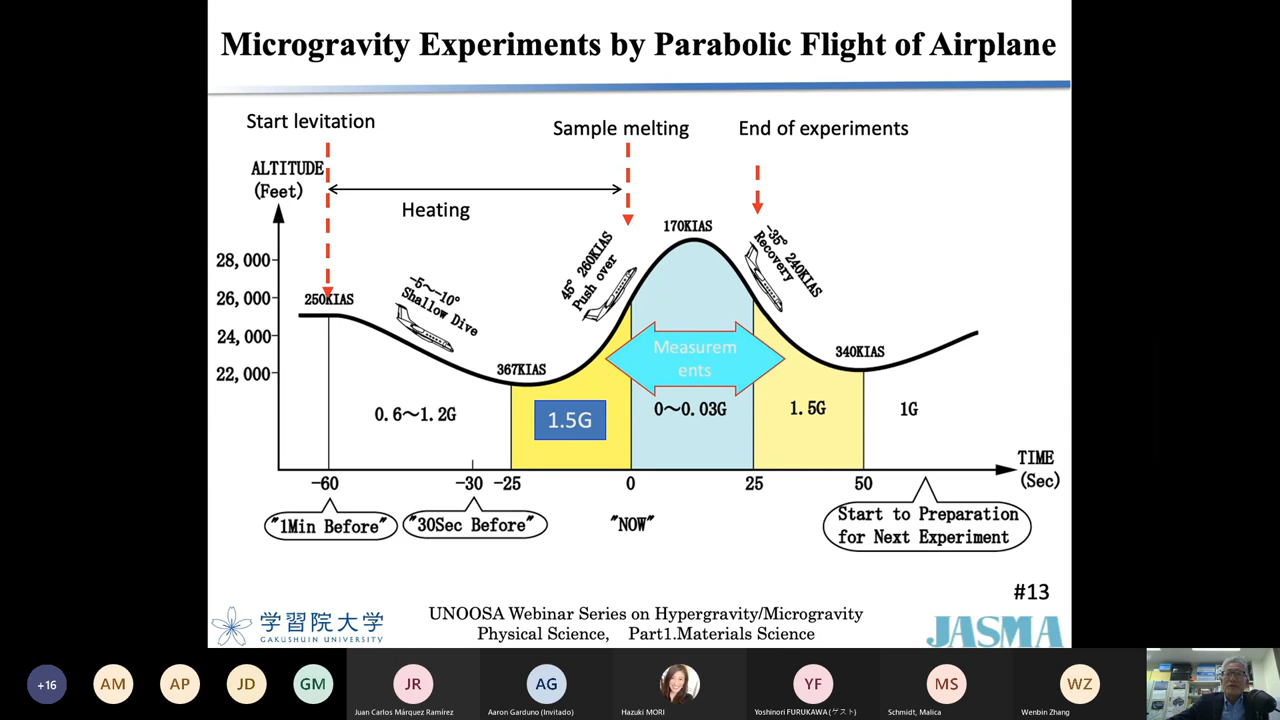 Microgravity Experiments by Parabolic Flight of Airplane
Start levitation
Sample melting
End of experiments
ALTITUDE
(Feet)
Heating
28,000
26,000
24,000
22,000
250KIAS
-5～-10°
Shallow Dive
367KIAS
45° 260KIAS
Push over
170KIAS
-35° 240KIAS
Recovery
340KIAS
Measurem
ents
0.6～1.2G
1.5G
0～0.03G
1.5G
1G
TIME
(Sec)
-60
-30
-25
0
25
50
"1Min Before"
"30Sec Before"
"NOW"
Start to Preparation
for Next Experiment
#13
学習院大学
GAKUSHUIN UNIVERSITY
UNOOSA Webinar Series on Hypergravity/Microgravity
Physical Science, Part1.Materials Science
JASMA
+16
AM
AP
JD
GM
JR
Juan Carlos Márquez Ramírez
AG
Aaron Garduno (Invitado)
Hazuki MORI
YF
Yoshinori FURUKAWA (ゲスト)
MS
Schmidt, Malica
WZ
Wenbin Zhang